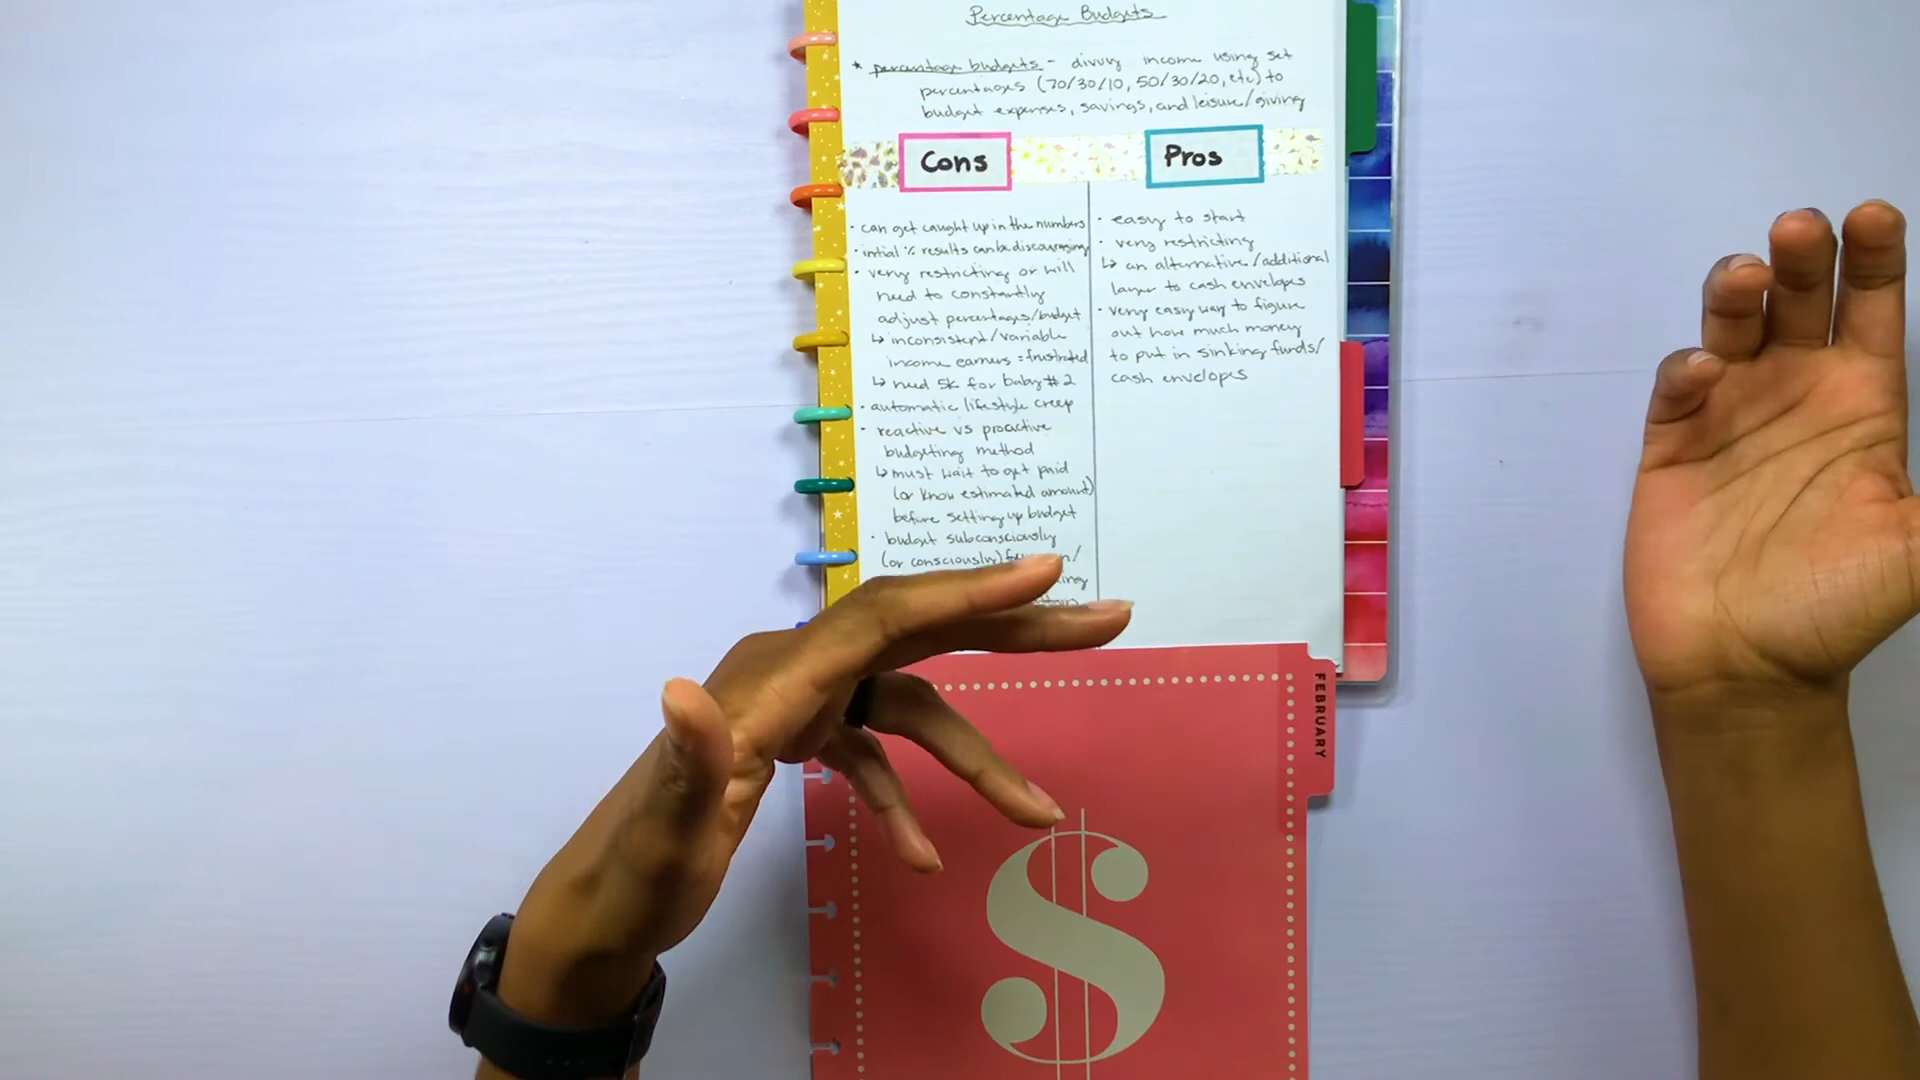 Percentage Budgets
* percentage budgets - divvy income using set
percentages (70/30/10, 50/30/20, etc) to
budget expenses, savings, and leisure/giving
Cons
· can get caught up in the numbers
· intial % results can be discouraging
· very restricting or will
need to constantly
adjust percentages/budget
↳ inconsistent/variable
income earners = frustrated
↳ need 5k for baby #2
· automatic lifestyle creep
· reactive vs proactive
budgeting method
↳ must wait to get paid
(or know estimated amount)
before setting up budget
· budget subconsciously
(or consciously)
Pros
· easy to start
· very restricting
↳ an alternative/additional
layer to cash envelopes
· very easy way to figure
out how much money
to put in sinking funds/
cash envelopes
FEBRUARY
$